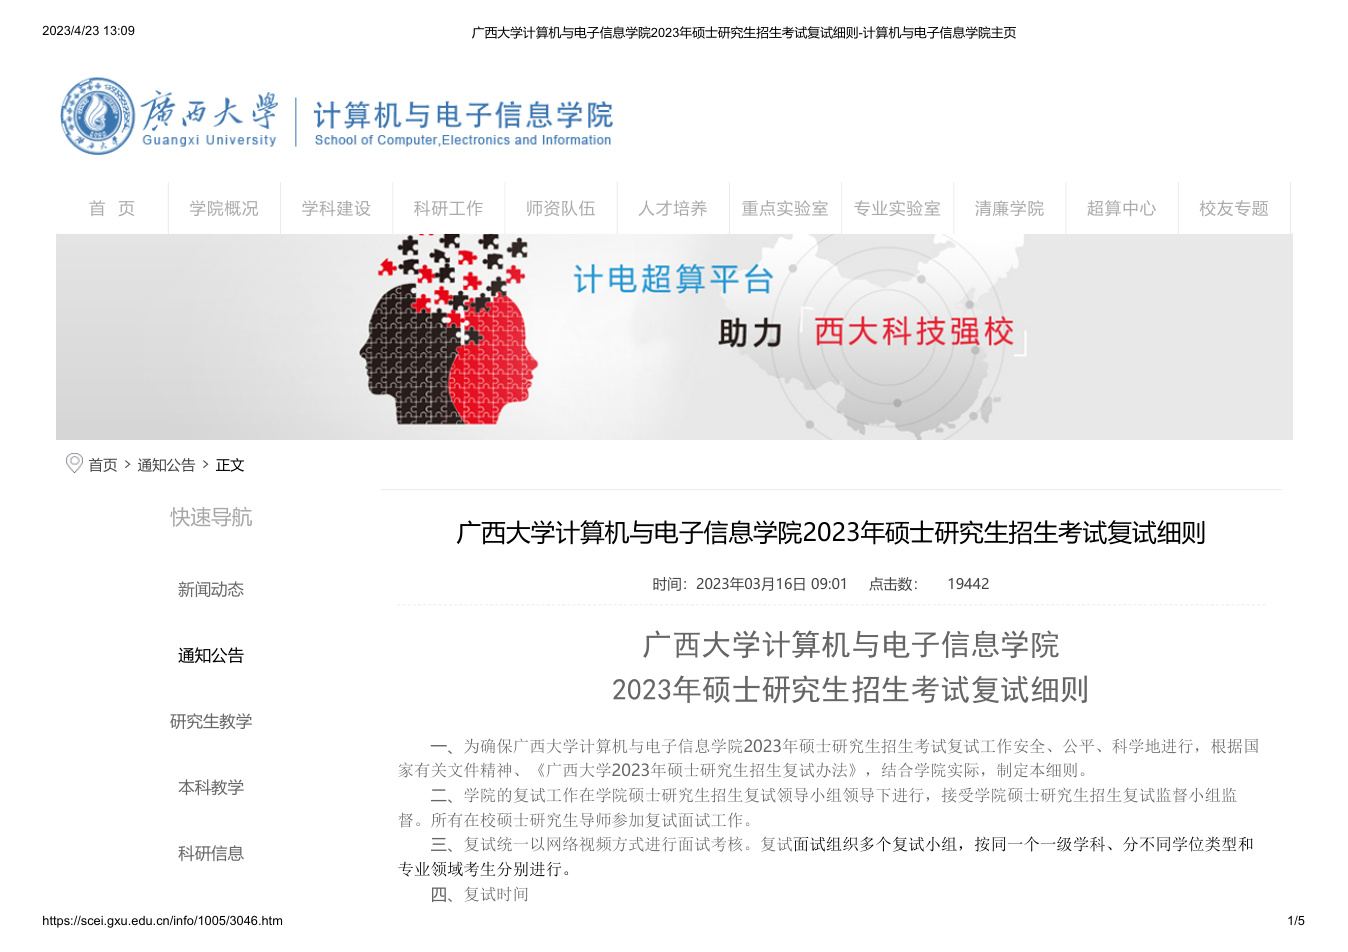 2023/4/23 13:09
广西大学计算机与电子信息学院2023年硕士研究生招生考试复试细则-计算机与电子信息学院主页
廣西大學
Guangxi University
计算机与电子信息学院
School of Computer,Electronics and Information
首 页 学院概况 学科建设 科研工作 师资队伍 人才培养 重点实验室 专业实验室 清廉学院 超算中心 校友专题
计电超算平台
助力「西大科技强校」
首页 > 通知公告 > 正文
快速导航
新闻动态
通知公告
研究生教学
本科教学
科研信息
广西大学计算机与电子信息学院2023年硕士研究生招生考试复试细则
时间：2023年03月16日 09:01 点击数： 19442
广西大学计算机与电子信息学院
2023年硕士研究生招生考试复试细则
一、为确保广西大学计算机与电子信息学院2023年硕士研究生招生考试复试工作安全、公平、科学地进行，根据国
家有关文件精神、《广西大学2023年硕士研究生招生复试办法》，结合学院实际，制定本细则。
二、学院的复试工作在学院硕士研究生招生复试领导小组领导下进行，接受学院硕士研究生招生复试监督小组监
督。所有在校硕士研究生导师参加复试面试工作。
三、复试统一以网络视频方式进行面试考核。复试面试组织多个复试小组，按同一个一级学科、分不同学位类型和
专业领域考生分别进行。
四、复试时间
https://scei.gxu.edu.cn/info/1005/3046.htm
1/5